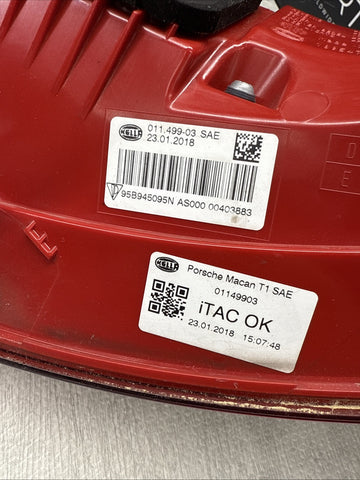 HELLA
011.499-03 SAE
23.01.2018
95B945095N AS000 00403883
HELLA
Porsche Macan T1 SAE
01149903
iTAC OK
23.01.2018 15:07:48
E